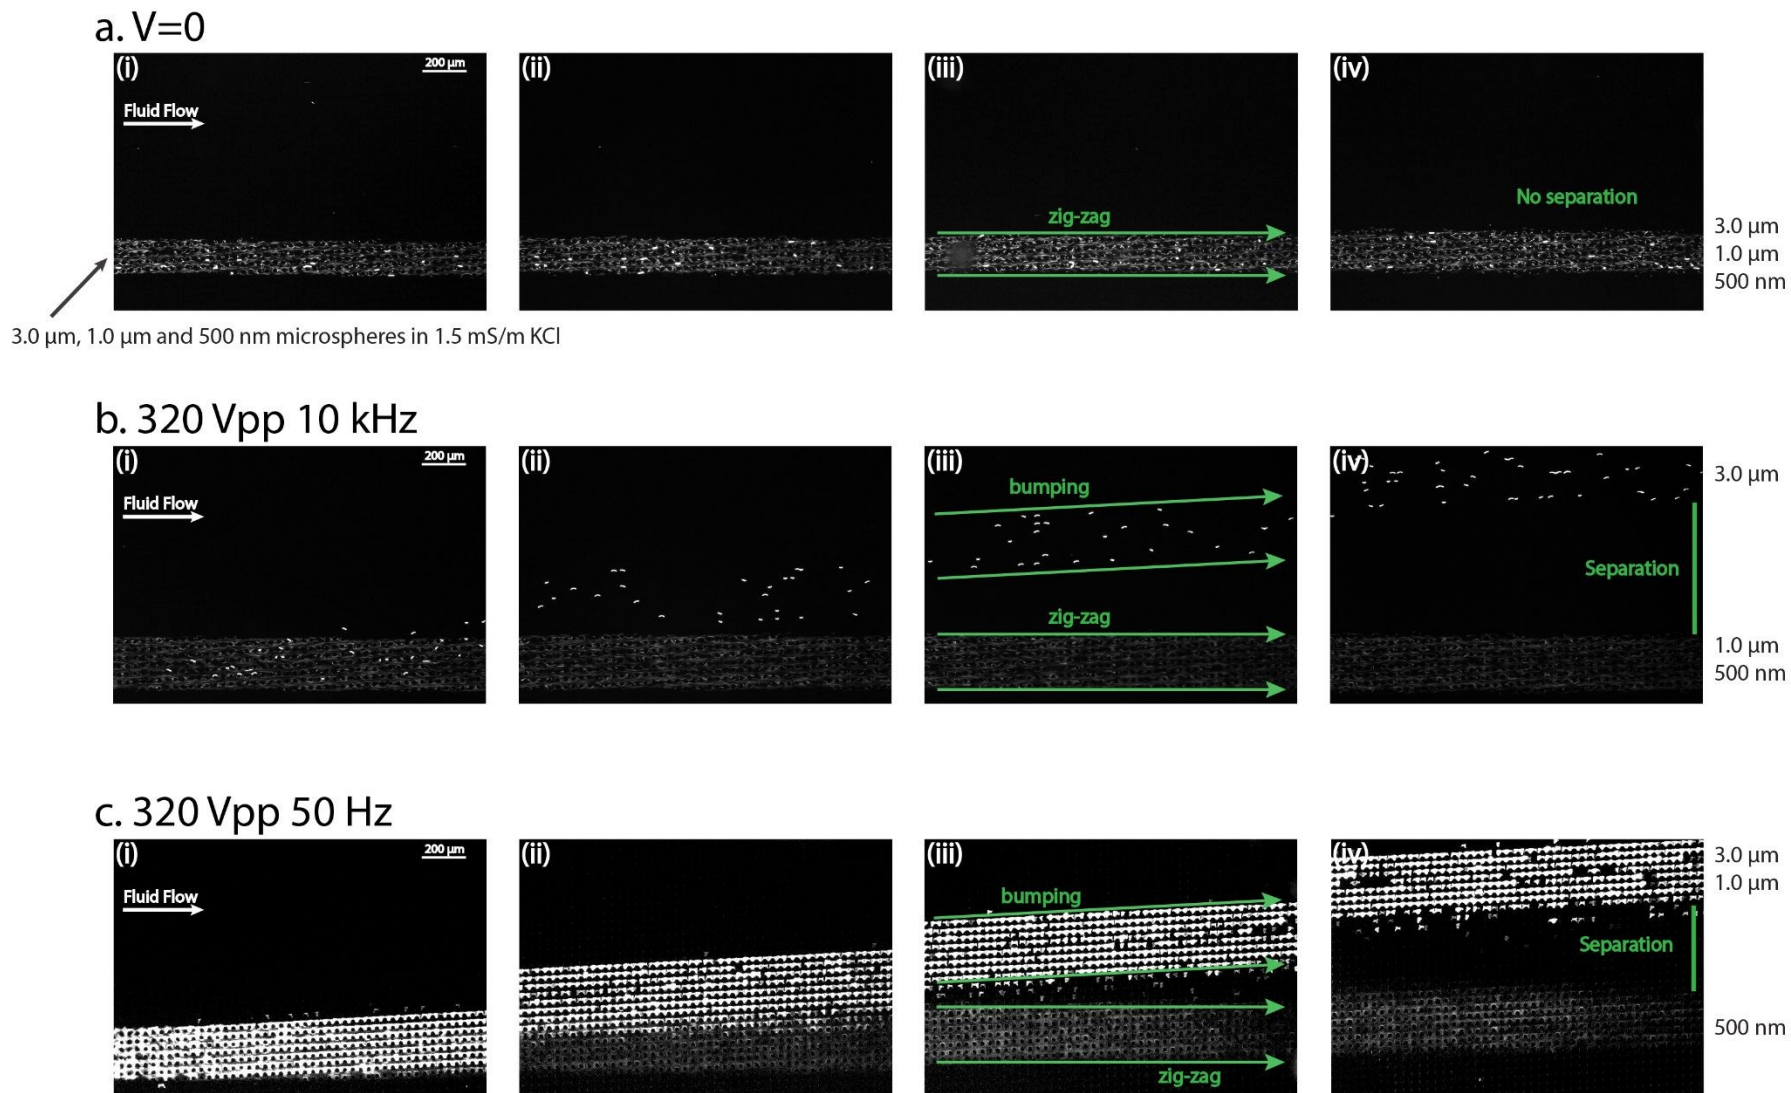 a. V=0
(i)
200 µm
Fluid Flow
(ii)
(iii)
zig-zag
(iv)
No separation
3.0 µm
1.0 µm
500 nm
3.0 µm, 1.0 µm and 500 nm microspheres in 1.5 mS/m KCl
b. 320 Vpp 10 kHz
(i)
200 µm
Fluid Flow
(ii)
(iii)
bumping
zig-zag
(iv)
3.0 µm
Separation
1.0 µm
500 nm
c. 320 Vpp 50 Hz
(i)
200 µm
Fluid Flow
(ii)
(iii)
bumping
zig-zag
(iv)
3.0 µm
1.0 µm
Separation
500 nm